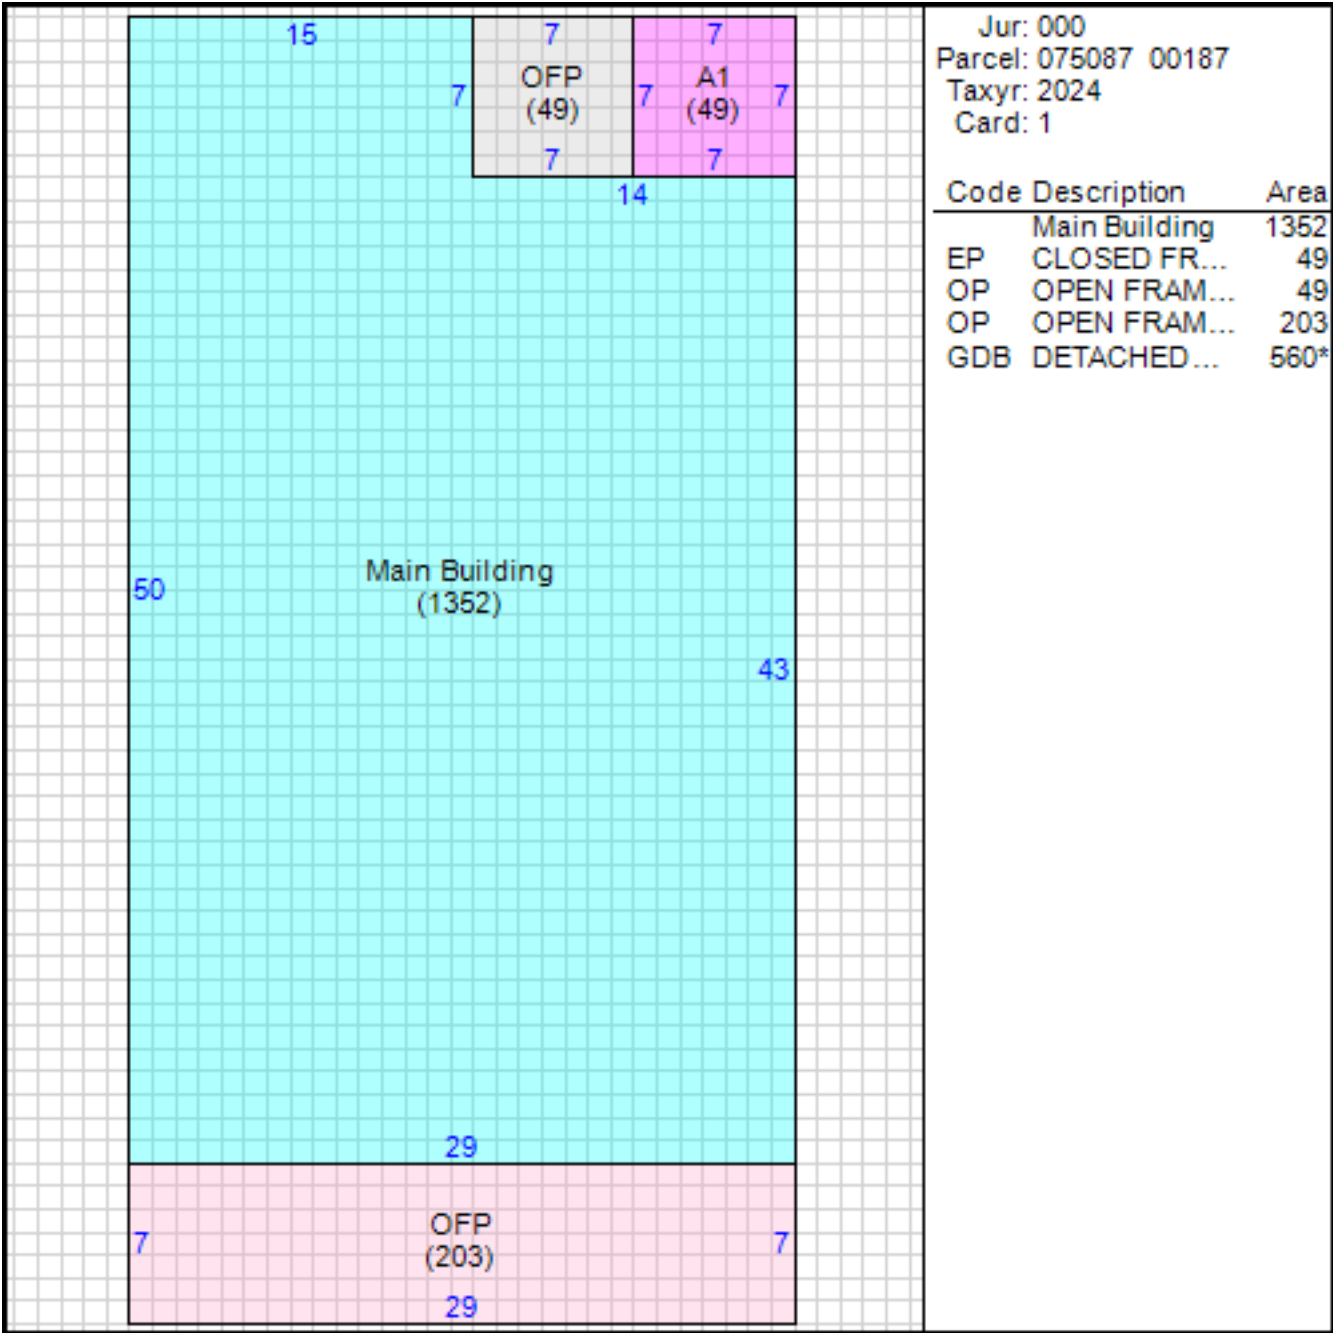 15
7
7
OFP
(49)
A1
(49)
7
7
7
7
7
14
50
Main Building
(1352)
43
29
7
OFP
(203)
7
29
Jur: 000
Parcel: 075087 00187
Taxyr: 2024
Card: 1
Code Description Area
Main Building 1352
EP CLOSED FR... 49
OP OPEN FRAM... 49
OP OPEN FRAM... 203
GDB DETACHED... 560*